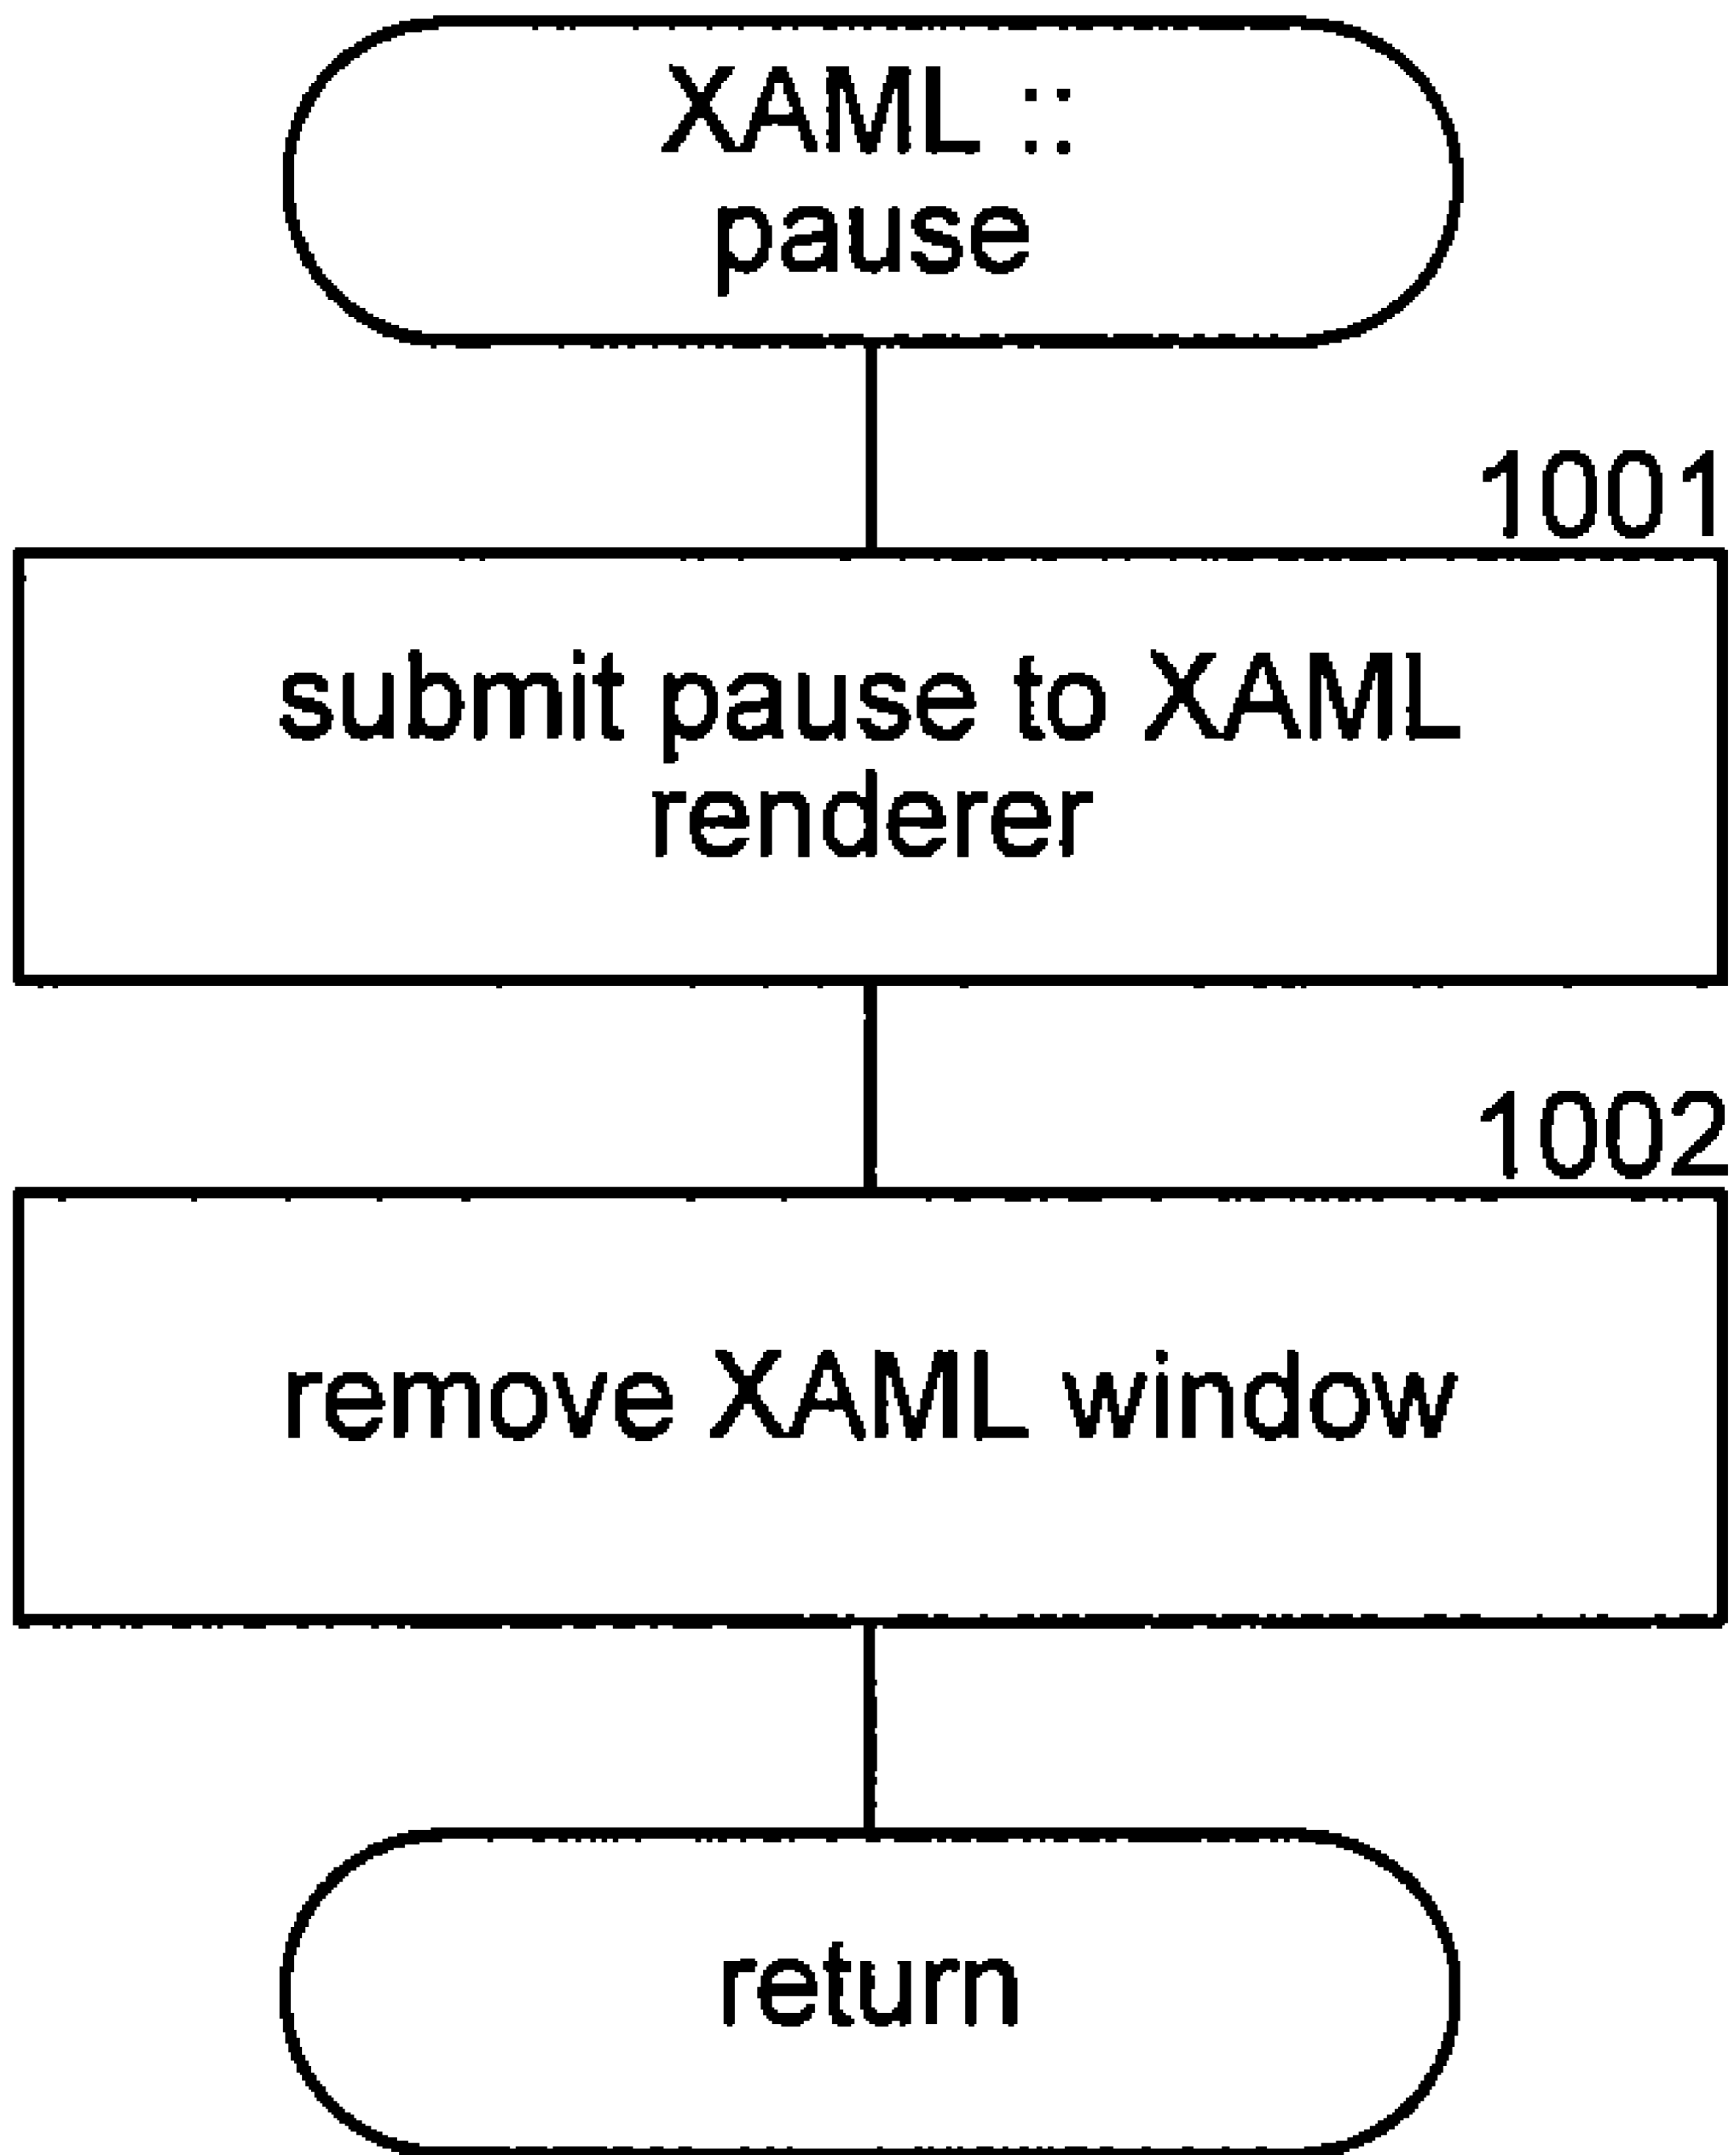 XAML ::
pause
1001
submit pause to XAML
renderer
1002
remove XAML window
return